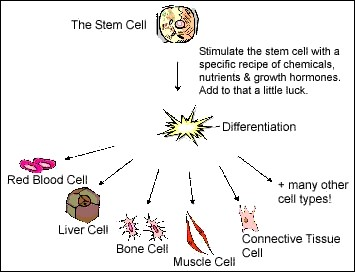 The Stem Cell
Stimulate the stem cell with a
specific recipe of chemicals,
nutrients & growth hormones.
Add to that a little luck.
Differentiation
Red Blood Cell
Liver Cell
Bone Cell
Muscle Cell
Connective Tissue
Cell
+ many other
cell types!